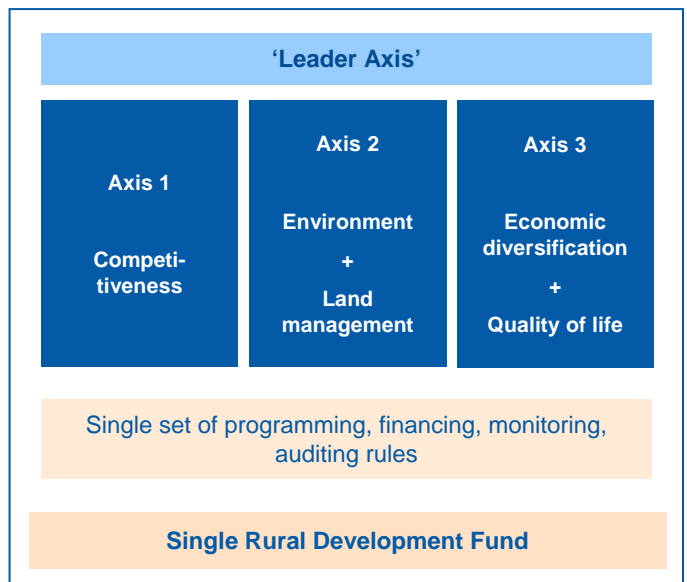 ‘Leader Axis’
Axis 1
Competi-
tiveness
Axis 2
Environment
+
Land
management
Axis 3
Economic
diversification
+
Quality of life
Single set of programming, financing, monitoring,
auditing rules
Single Rural Development Fund